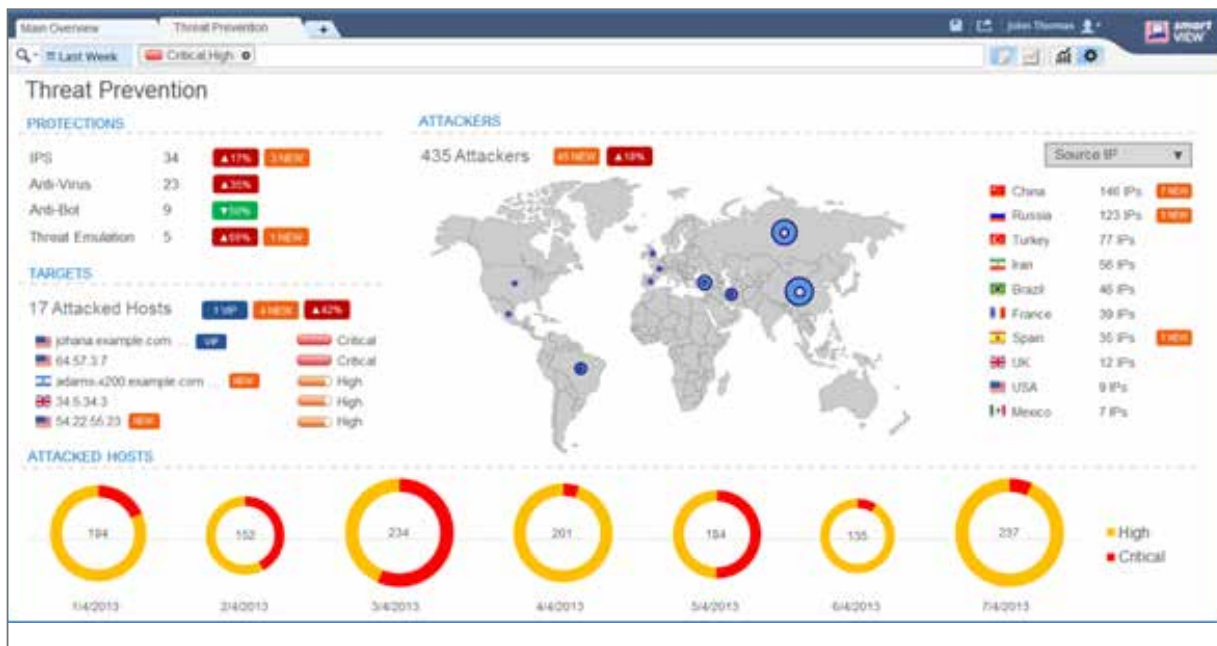 Main Overview
Threat Prevention
John Thomas
smart
VIEW
Last Week
Critical,High
Threat Prevention
PROTECTIONS
IPS 34 ▲17% 3 NEW
Anti-Virus 23 ▲35%
Anti-Bot 9
Threat Emulation 5 1 NEW
TARGETS
17 Attacked Hosts 1 VIP 4 NEW ▲42%
johana.example.com ... VIP Critical
64.57.3.7 Critical
adams.x200.example.com ... NEW High
34.5.34.3 High
54.22.55.23 NEW High
ATTACKERS
435 Attackers 45 NEW ▲18%
Source IP
China 146 IPs 7 NEW
Russia 123 IPs
Turkey 77 IPs
Iran 56 IPs
Brazil 46 IPs
France 39 IPs
Spain 35 IPs
UK 12 IPs
USA 9 IPs
Mexico 7 IPs
ATTACKED HOSTS
194 152 234 201 184 135 237
High
Critical
1/4/2013 2/4/2013 3/4/2013 4/4/2013 5/4/2013 6/4/2013 7/4/2013